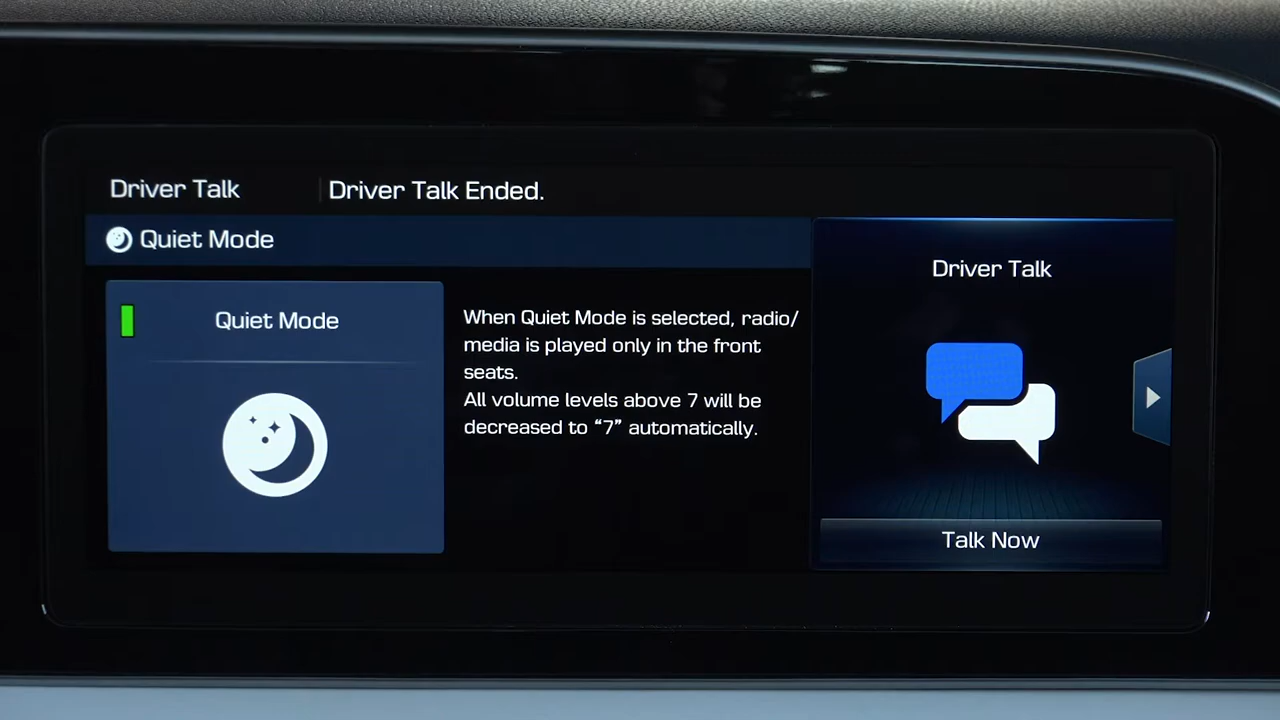 Driver Talk
Driver Talk Ended.
Quiet Mode
Quiet Mode
When Quiet Mode is selected, radio/
media is played only in the front
seats.
All volume levels above 7 will be
decreased to “7” automatically.
Driver Talk
Talk Now